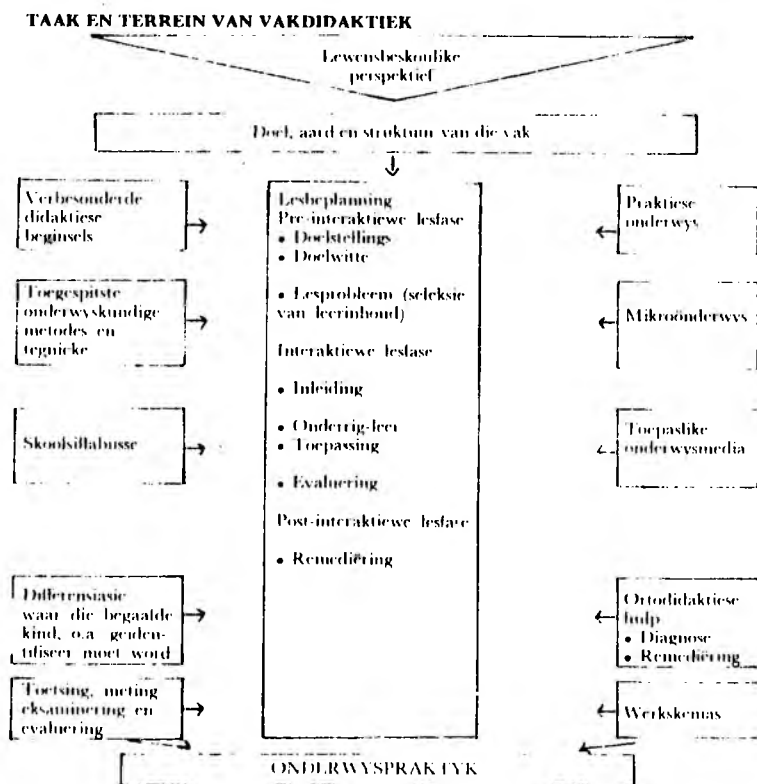 TAAK EN TERREIN VAN VAKDIDAKTIEK
Lewensbeskoulike
perspektief
Doel, aard en struktuur van die vak
Verbesonderde
didaktiese
beginsels
Toegespitste
onderwyskundige
metodes en
tegnieke
Skoolsillabusse
Differensiasie
waar die begaafde
kind, o.a geiden-
tifiseer moet word
Toetsing, meting
eksaminering en
evaluering
Lesbeplanning
Pre-interaktiewe lesfase
• Doelstellings
• Doelwitte
• Lesprobleem (seleksie
van leerinhoud)
Interaktiewe lesfase
• Inleiding
• Onderrig-leer
• Toepassing
• Evaluering
Post-interaktiewe lesfase
• Remediëring
Praktiese
onderwys
Mikroönderwys
Toepaslike
onderwysmedia
Ortodidaktiese
hulp
• Diagnose
• Remediëring
Werkskemas
ONDERWYSPRAKTYK